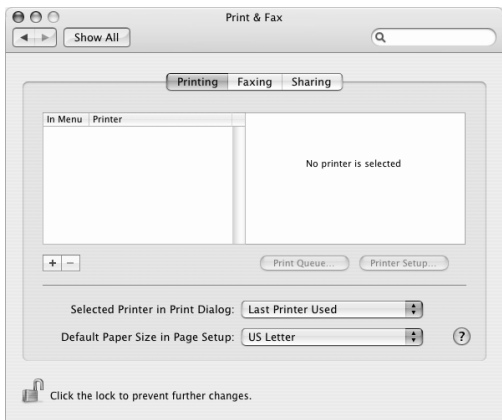 Print & Fax
Show All
Printing Faxing Sharing
In Menu Printer
No printer is selected
+ −
Print Queue... Printer Setup...
Selected Printer in Print Dialog: Last Printer Used
Default Paper Size in Page Setup: US Letter ?
Click the lock to prevent further changes.